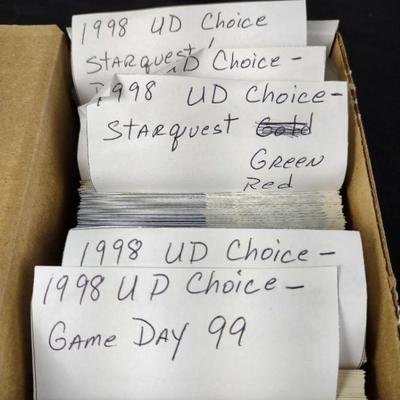 1998 UD Choice
Starquest
UD Choice -
1998 UD Choice -
Starquest Gold
Green
Red
1998 UD Choice -
1998 UD Choice -
Game Day 99